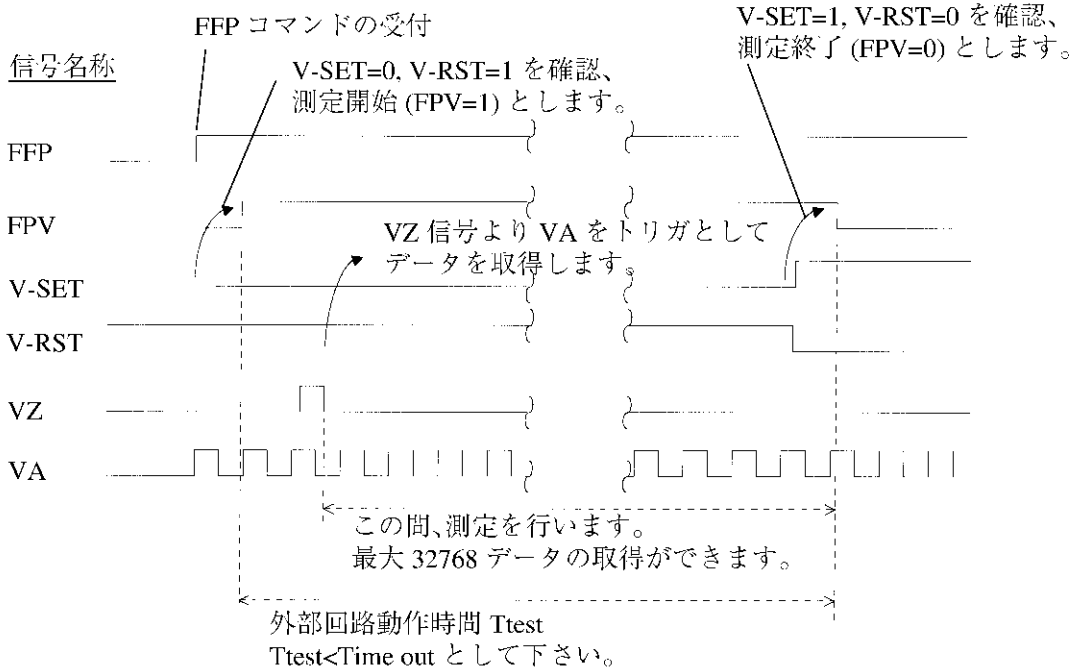 FFP コマンドの受付
V-SET=1, V-RST=0 を確認、
測定終了 (FPV=0) とします。
信号名称
V-SET=0, V-RST=1 を確認、
測定開始 (FPV=1) とします。
FFP
FPV
VZ 信号より VA をトリガとして
データを取得します。
V-SET
V-RST
VZ
VA
この間、測定を行います。
最大 32768 データの取得ができます。
外部回路動作時間 Ttest
Ttest<Time out として下さい。